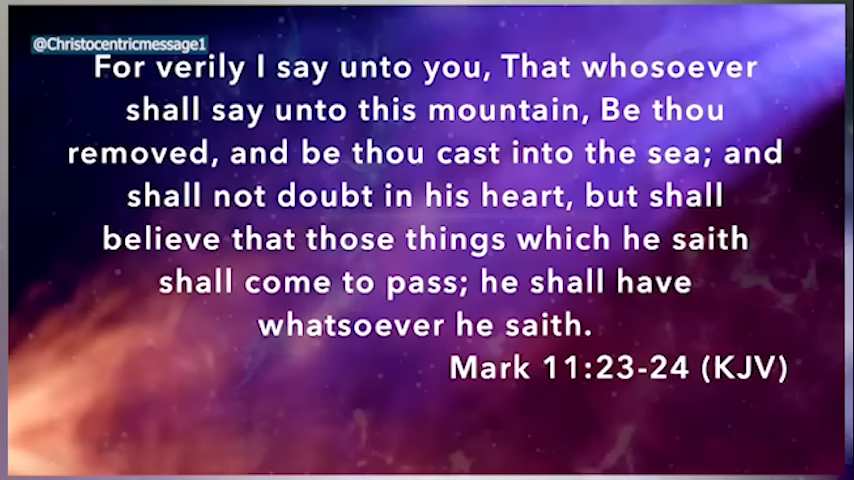 @Christocentricmessage1
For verily I say unto you, That whosoever
shall say unto this mountain, Be thou
removed, and be thou cast into the sea; and
shall not doubt in his heart, but shall
believe that those things which he saith
shall come to pass; he shall have
whatsoever he saith.
Mark 11:23-24 (KJV)